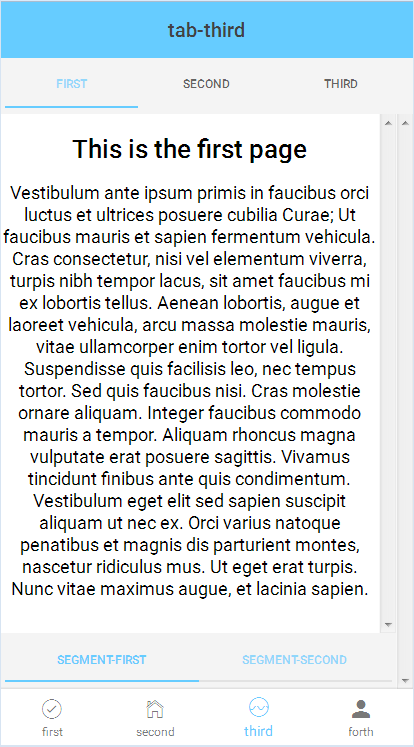 tab-third
FIRST SECOND THIRD
This is the first page
Vestibulum ante ipsum primis in faucibus orci
luctus et ultrices posuere cubilia Curae; Ut
faucibus mauris et sapien fermentum vehicula.
Cras consectetur, nisi vel elementum viverra,
turpis nibh tempor lacus, sit amet faucibus mi
ex lobortis tellus. Aenean lobortis, augue et
laoreet vehicula, arcu massa molestie mauris,
vitae ullamcorper enim tortor vel ligula.
Suspendisse quis facilisis leo, nec tempus
tortor. Sed quis faucibus nisi. Cras molestie
ornare aliquam. Integer faucibus commodo
mauris a tempor. Aliquam rhoncus magna
vulputate erat posuere sagittis. Vivamus
tincidunt finibus ante quis condimentum.
Vestibulum eget elit sed sapien suscipit
aliquam ut nec ex. Orci varius natoque
penatibus et magnis dis parturient montes,
nascetur ridiculus mus. Ut eget erat turpis.
Nunc vitae maximus augue, et lacinia sapien.
SEGMENT-FIRST SEGMENT-SECOND
first second third forth